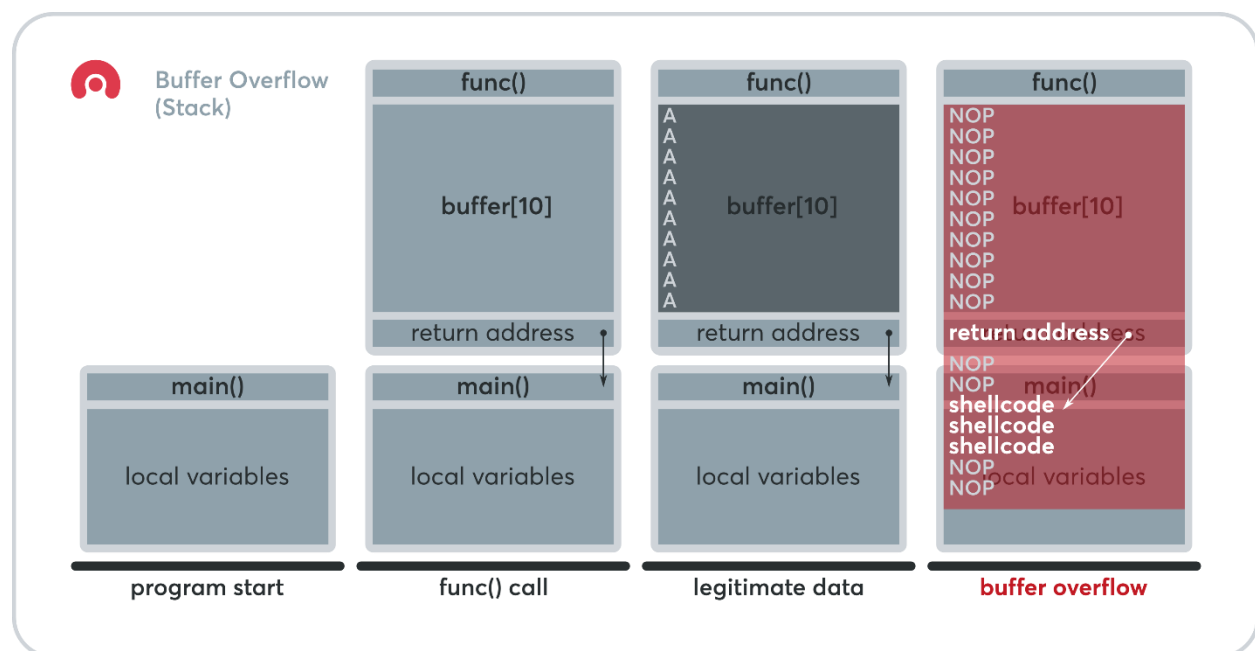 Buffer Overflow
(Stack)
main()
local variables
program start
func()
buffer[10]
return address
main()
local variables
func() call
func()
A
A
A
A
A
A
A
A
A
A
buffer[10]
return address
main()
local variables
legitimate data
func()
NOP
NOP
NOP
NOP
NOP
NOP
NOP
NOP
NOP
NOP
buffer[10]
return address
return address
NOP
NOP
main()
shellcode
shellcode
shellcode
NOP
NOP
local variables
buffer overflow